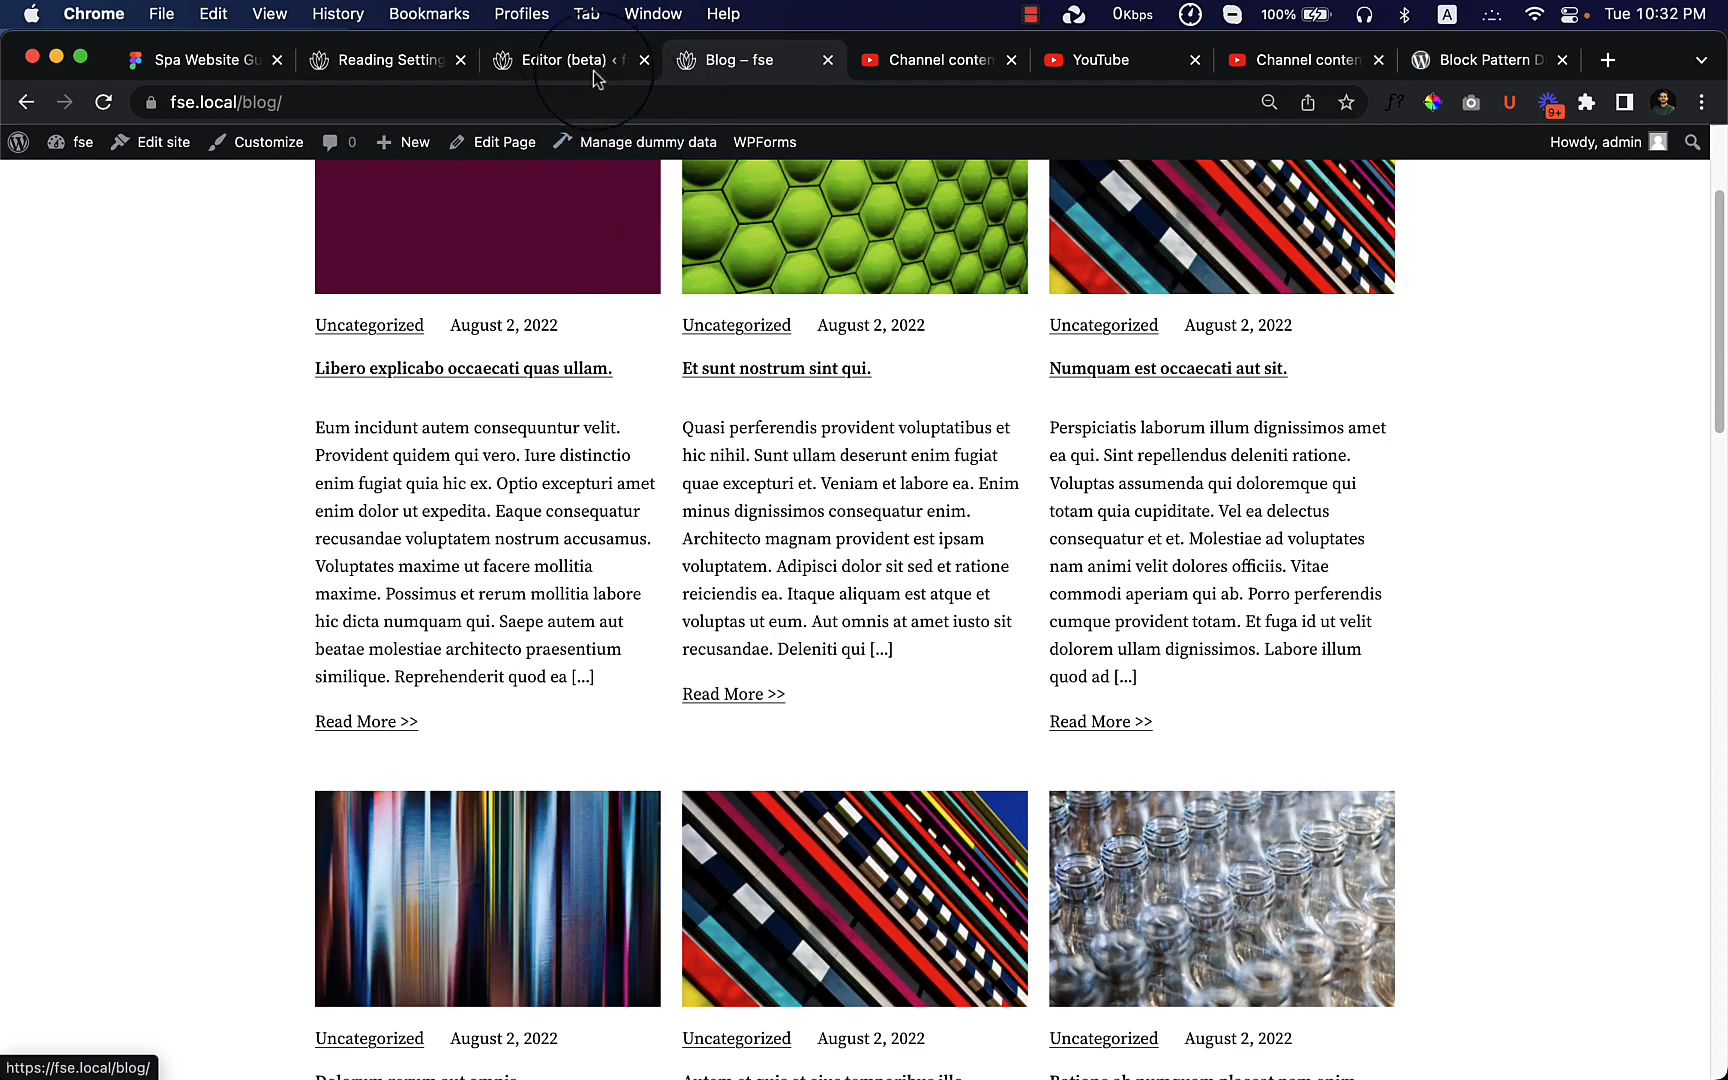 Chrome File Edit View History Bookmarks Profiles Tab Window Help 0Kbps 100% A Tue 10:32 PM
Spa Website Gu Reading Setting Editor (beta) ‹ f Blog – fse Channel conten YouTube Channel conten Block Pattern D
fse.local/blog/ f? U 9+
fse Edit site Customize 0 New Edit Page Manage dummy data WPForms Howdy, admin
Uncategorized August 2, 2022
Libero explicabo occaecati quas ullam.
Eum incidunt autem consequuntur velit.
Provident quidem qui vero. Iure distinctio
enim fugiat quia hic ex. Optio excepturi amet
enim dolor ut expedita. Eaque consequatur
recusandae voluptatem nostrum accusamus.
Voluptates maxime ut facere mollitia
maxime. Possimus et rerum mollitia labore
hic dicta numquam qui. Saepe autem aut
beatae molestiae architecto praesentium
similique. Reprehenderit quod ea [...]
Read More >>
Uncategorized August 2, 2022
Et sunt nostrum sint qui.
Quasi perferendis provident voluptatibus et
hic nihil. Sunt ullam deserunt enim fugiat
quae excepturi et. Veniam et labore ea. Enim
minus dignissimos consequatur enim.
Architecto magnam provident est ipsam
voluptatem. Adipisci dolor sit sed et ratione
reiciendis ea. Itaque aliquam est atque et
voluptas ut eum. Aut omnis at amet iusto sit
recusandae. Deleniti qui [...]
Read More >>
Uncategorized August 2, 2022
Numquam est occaecati aut sit.
Perspiciatis laborum illum dignissimos amet
ea qui. Sint repellendus deleniti ratione.
Voluptas assumenda qui doloremque qui
totam quia cupiditate. Vel ea delectus
consequatur et et. Molestiae ad voluptates
nam animi velit dolores officiis. Vitae
commodi aperiam qui ab. Porro perferendis
cumque provident totam. Et fuga id ut velit
dolorem ullam dignissimos. Labore illum
quod ad [...]
Read More >>
Uncategorized August 2, 2022
Uncategorized August 2, 2022
Uncategorized August 2, 2022
https://fse.local/blog/